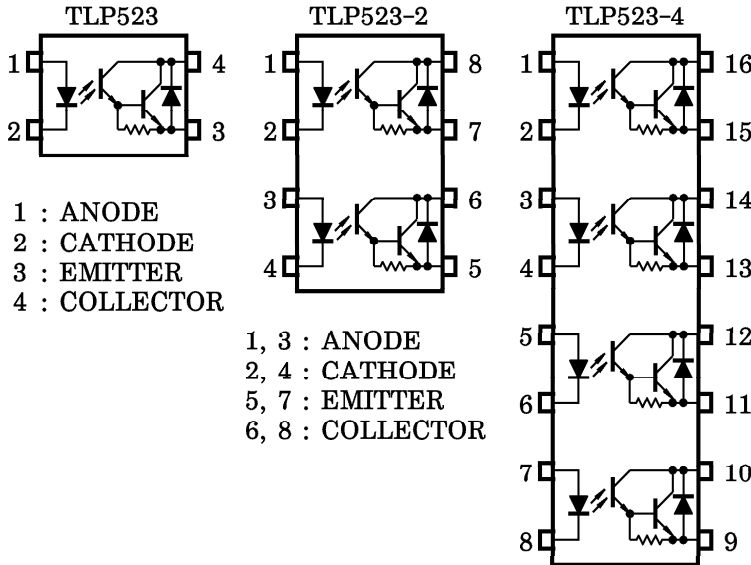 TLP523
1
4
2
3
1 : ANODE
2 : CATHODE
3 : EMITTER
4 : COLLECTOR
TLP523-2
1
8
2
7
3
6
4
5
1, 3 : ANODE
2, 4 : CATHODE
5, 7 : EMITTER
6, 8 : COLLECTOR
TLP523-4
1
16
2
15
3
14
4
13
5
12
6
11
7
10
8
9